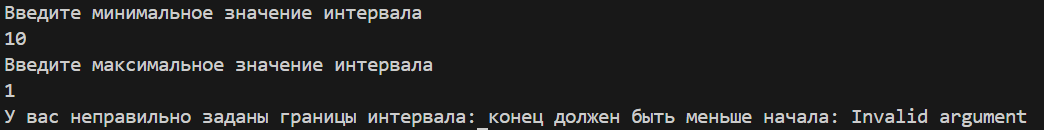 Введите минимальное значение интервала
10
Введите максимальное значение интервала
1
У вас неправильно заданы границы интервала: конец должен быть меньше начала: Invalid argument